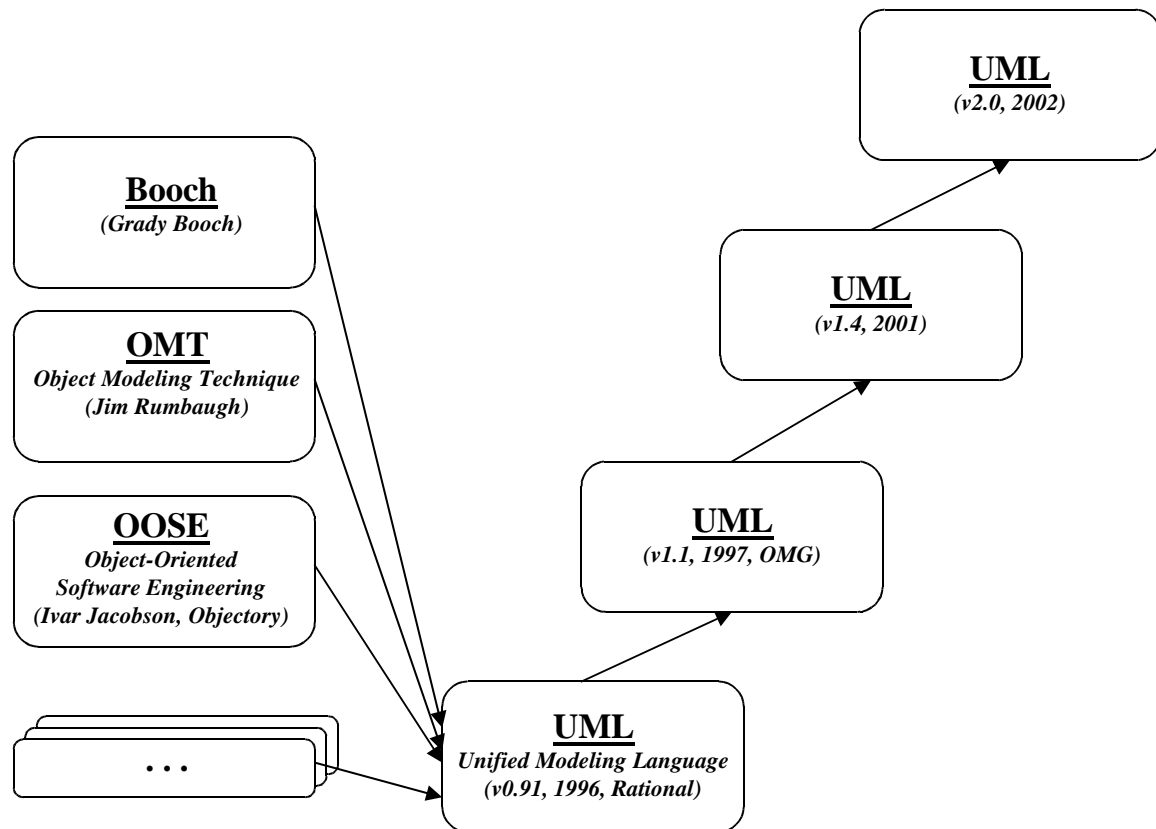 UML
(v2.0, 2002)
Booch
(Grady Booch)
UML
(v1.4, 2001)
OMT
Object Modeling Technique
(Jim Rumbaugh)
UML
(v1.1, 1997, OMG)
OOSE
Object-Oriented
Software Engineering
(Ivar Jacobson, Objectory)
UML
Unified Modeling Language
(v0.91, 1996, Rational)
. . .